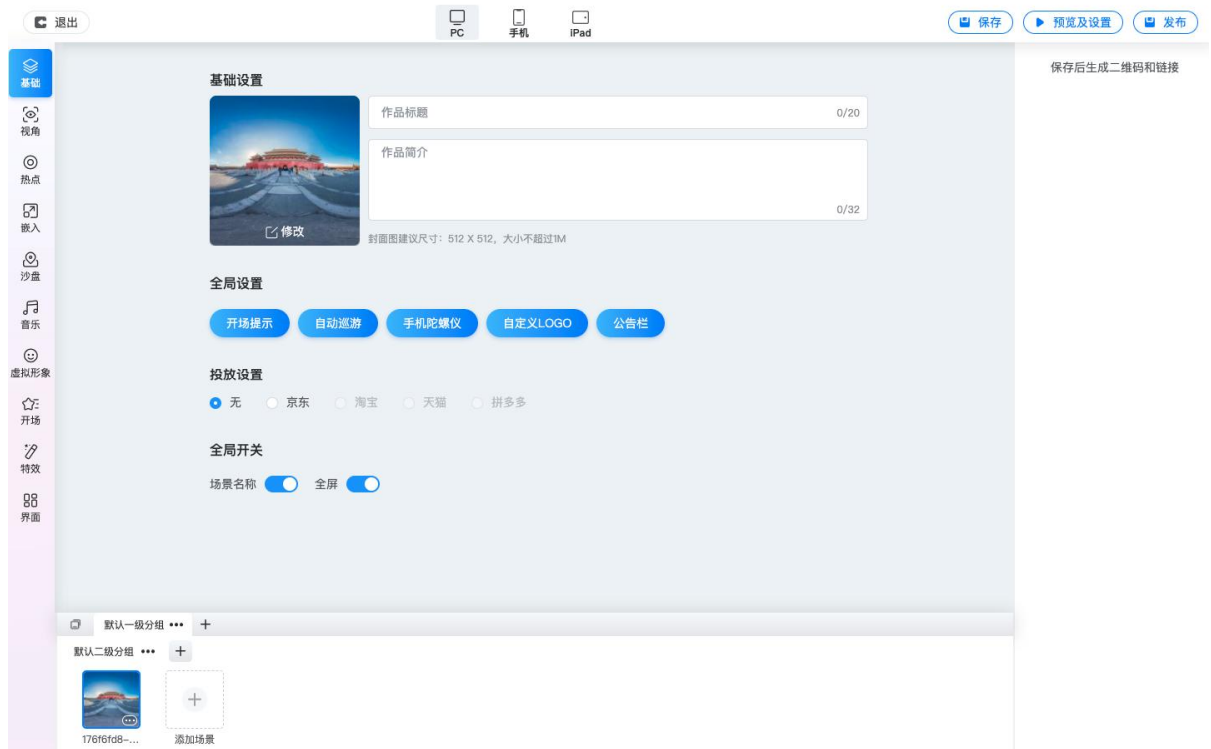 退出
PC
手机
iPad
保存
预览及设置
发布
保存后生成二维码和链接
基础
视角
热点
嵌入
沙盘
音乐
虚拟形象
开场
特效
界面
基础设置
作品标题 0/20
作品简介
0/32
修改
封面图建议尺寸：512 X 512，大小不超过1M
全局设置
开场提示 自动巡游 手机陀螺仪 自定义LOGO 公告栏
投放设置
无 京东 淘宝 天猫 拼多多
全局开关
场景名称 全屏
默认一级分组 ••• +
默认二级分组 ••• +
176f6fd8-... 添加场景